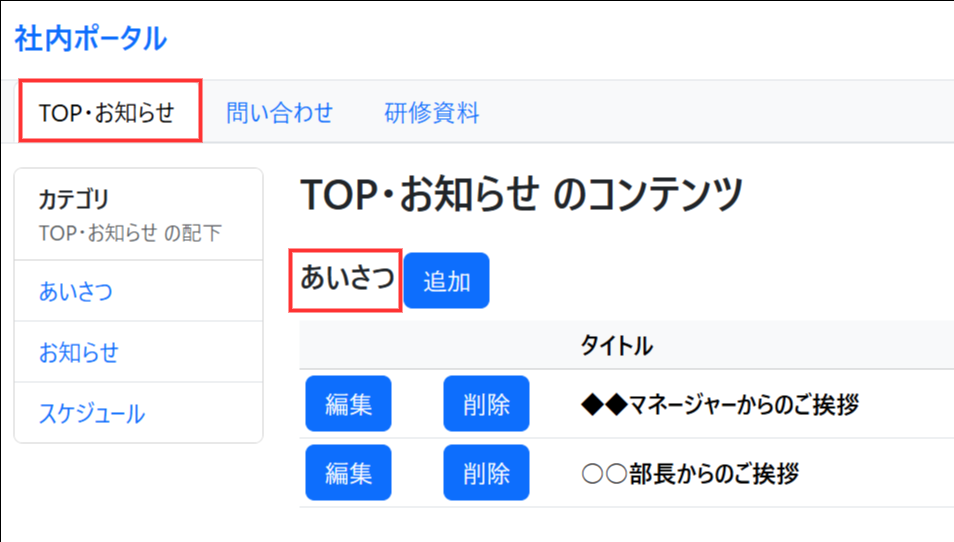 社内ポータル
TOP・お知らせ 問い合わせ 研修資料
カテゴリ
TOP・お知らせ の配下
あいさつ
お知らせ
スケジュール
TOP・お知らせ のコンテンツ
あいさつ 追加
タイトル
編集 削除 ◆◆マネージャーからのご挨拶
編集 削除 〇〇部長からのご挨拶